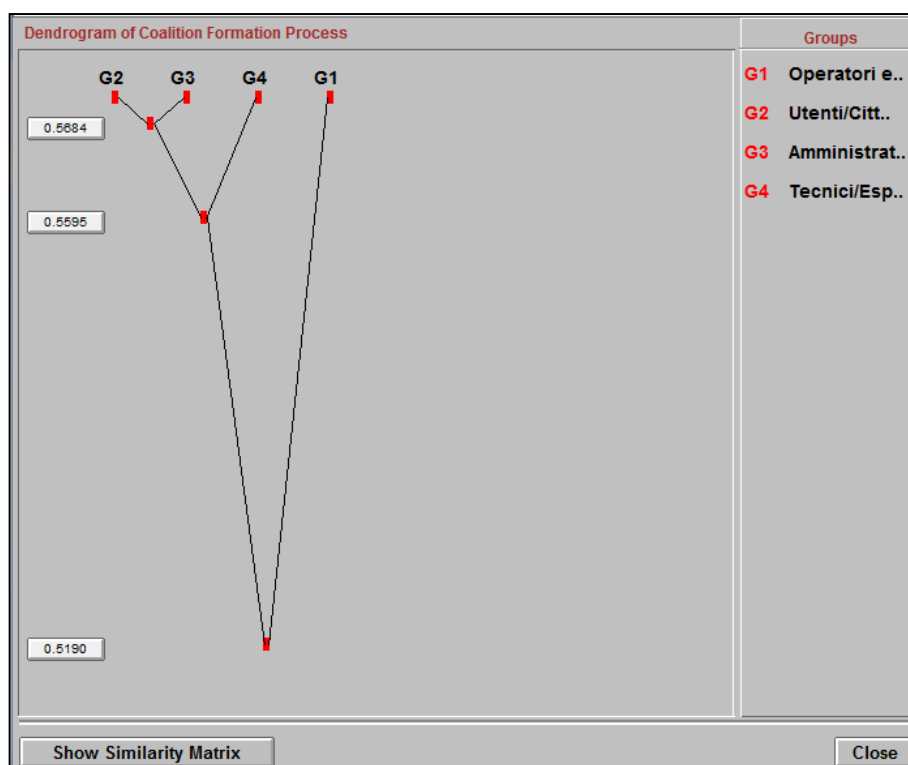 Dendrogram of Coalition Formation Process
G2 G3 G4 G1
0.5684
0.5595
0.5190
Groups
G1 Operatori e..
G2 Utenti/Citt..
G3 Amministrat..
G4 Tecnici/Esp..
Show Similarity Matrix
Close